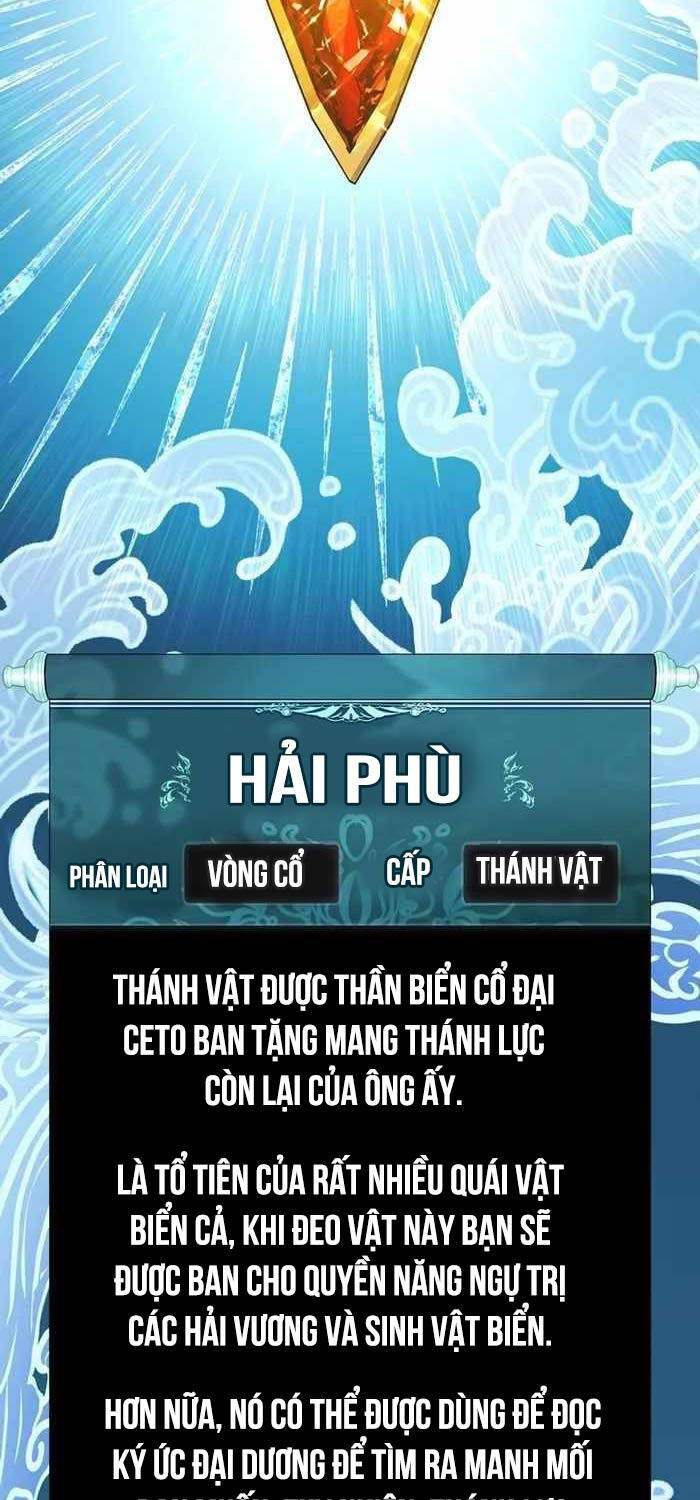 HẢI PHÙ
PHÂN LOẠI VÒNG CỔ CẤP THÁNH VẬT
THÁNH VẬT ĐƯỢC THẦN BIỂN CỔ ĐẠI
CETO BAN TẶNG MANG THÁNH LỰC
CÒN LẠI CỦA ÔNG ẤY.
LÀ TỔ TIÊN CỦA RẤT NHIỀU QUÁI VẬT
BIỂN CẢ, KHI ĐEO VẬT NÀY BẠN SẼ
ĐƯỢC BAN CHO QUYỀN NĂNG NGỰ TRỊ
CÁC HẢI VƯƠNG VÀ SINH VẬT BIỂN.
HƠN NỮA, NÓ CÓ THỂ ĐƯỢC DÙNG ĐỂ ĐỌC
KÝ ỨC ĐẠI DƯƠNG ĐỂ TÌM RA MANH MỐI